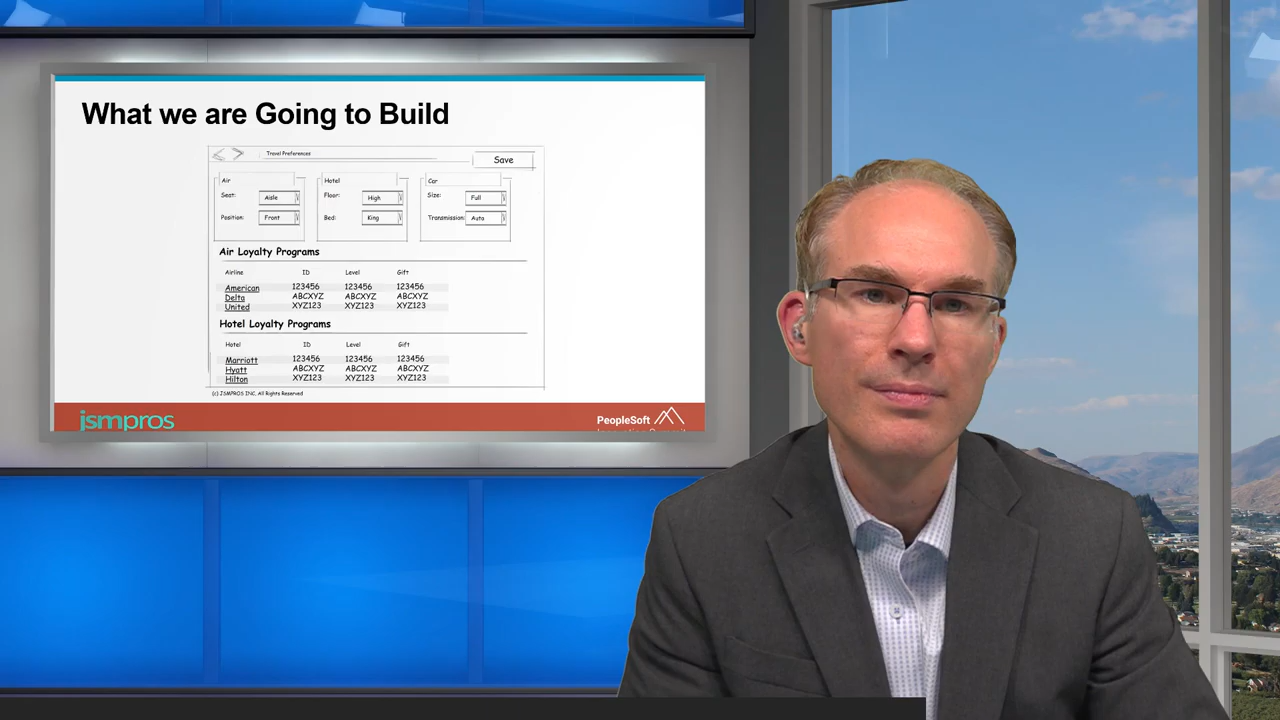 What we are Going to Build
Travel Preferences
Save
Air
Seat: Aisle
Position: Front
Hotel
Floor: High
Bed: King
Car
Size: Full
Transmission: Auto
Air Loyalty Programs
Airline ID Level Gift
American 123456 123456 123456
Delta ABCXYZ ABCXYZ ABCXYZ
United XYZ123 XYZ123 XYZ123
Hotel Loyalty Programs
Hotel ID Level Gift
Marriott 123456 123456 123456
Hyatt ABCXYZ ABCXYZ ABCXYZ
Hilton XYZ123 XYZ123 XYZ123
(c) JSMPROS INC. All Rights Reserved
jsmpros
PeopleSoft